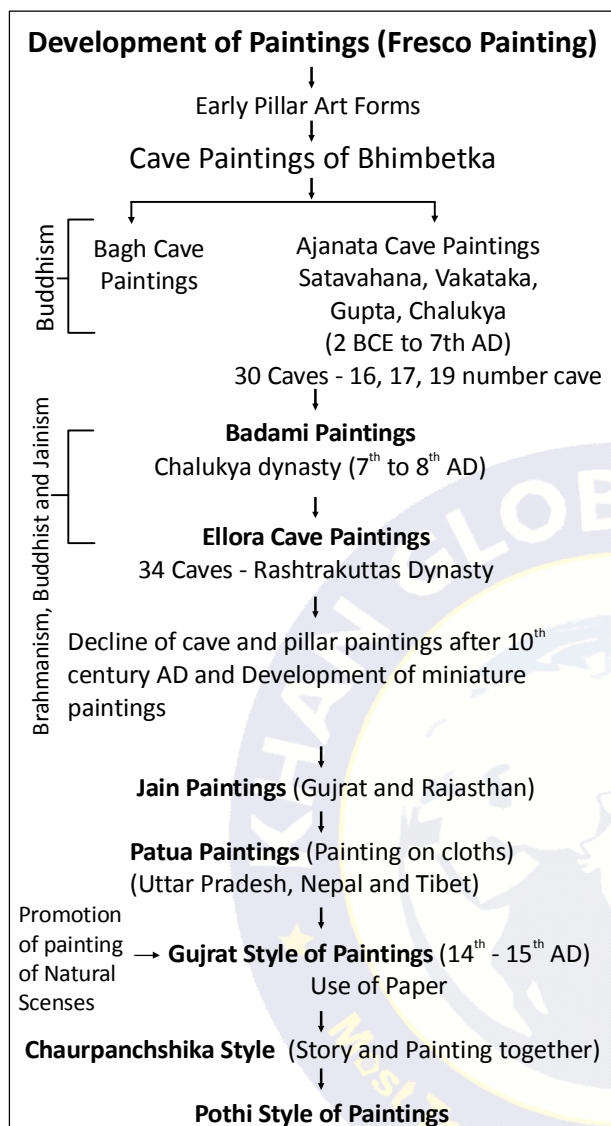 Development of Paintings (Fresco Painting)
Early Pillar Art Forms
Cave Paintings of Bhimbetka
Buddhism
Bagh Cave
Paintings
Ajanata Cave Paintings
Satavahana, Vakataka,
Gupta, Chalukya
(2 BCE to 7th AD)
30 Caves - 16, 17, 19 number cave
Brahmanism, Buddhist and Jainism
Badami Paintings
Chalukya dynasty (7th to 8th AD)
Ellora Cave Paintings
34 Caves - Rashtrakuttas Dynasty
Decline of cave and pillar paintings after 10th
century AD and Development of miniature
paintings
Jain Paintings (Gujrat and Rajasthan)
Patua Paintings (Painting on cloths)
(Uttar Pradesh, Nepal and Tibet)
Promotion
of painting
of Natural
Scenses
Gujrat Style of Paintings (14th - 15th AD)
Use of Paper
Chaurpanchshika Style (Story and Painting together)
Pothi Style of Paintings
KHAN GLOB
Most